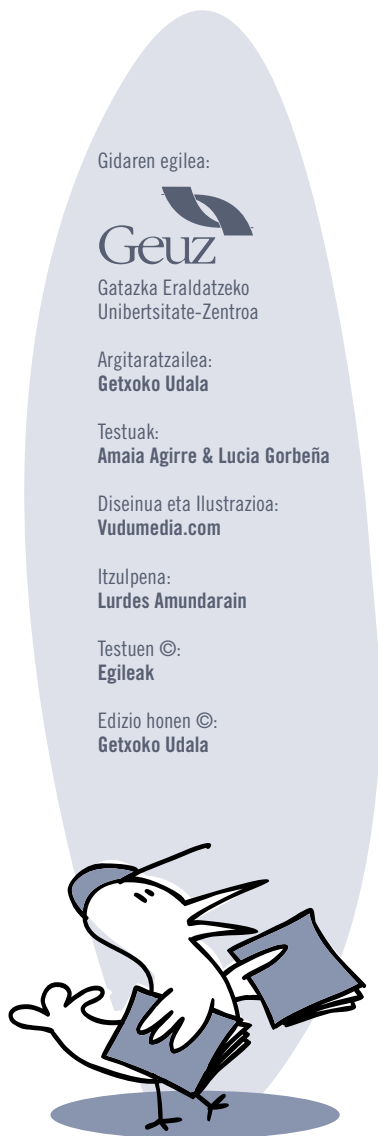 Gidaren egilea:
Geuz
Gatazka Eraldatzeko
Unibertsitate-Zentroa
Argitaratzailea:
Getxoko Udala
Testuak:
Amaia Agirre & Lucia Gorbeña
Diseinua eta Ilustrazioa:
Vudumedia.com
Itzulpena:
Lurdes Amundarain
Testuen ©:
Egileak
Edizio honen ©:
Getxoko Udala